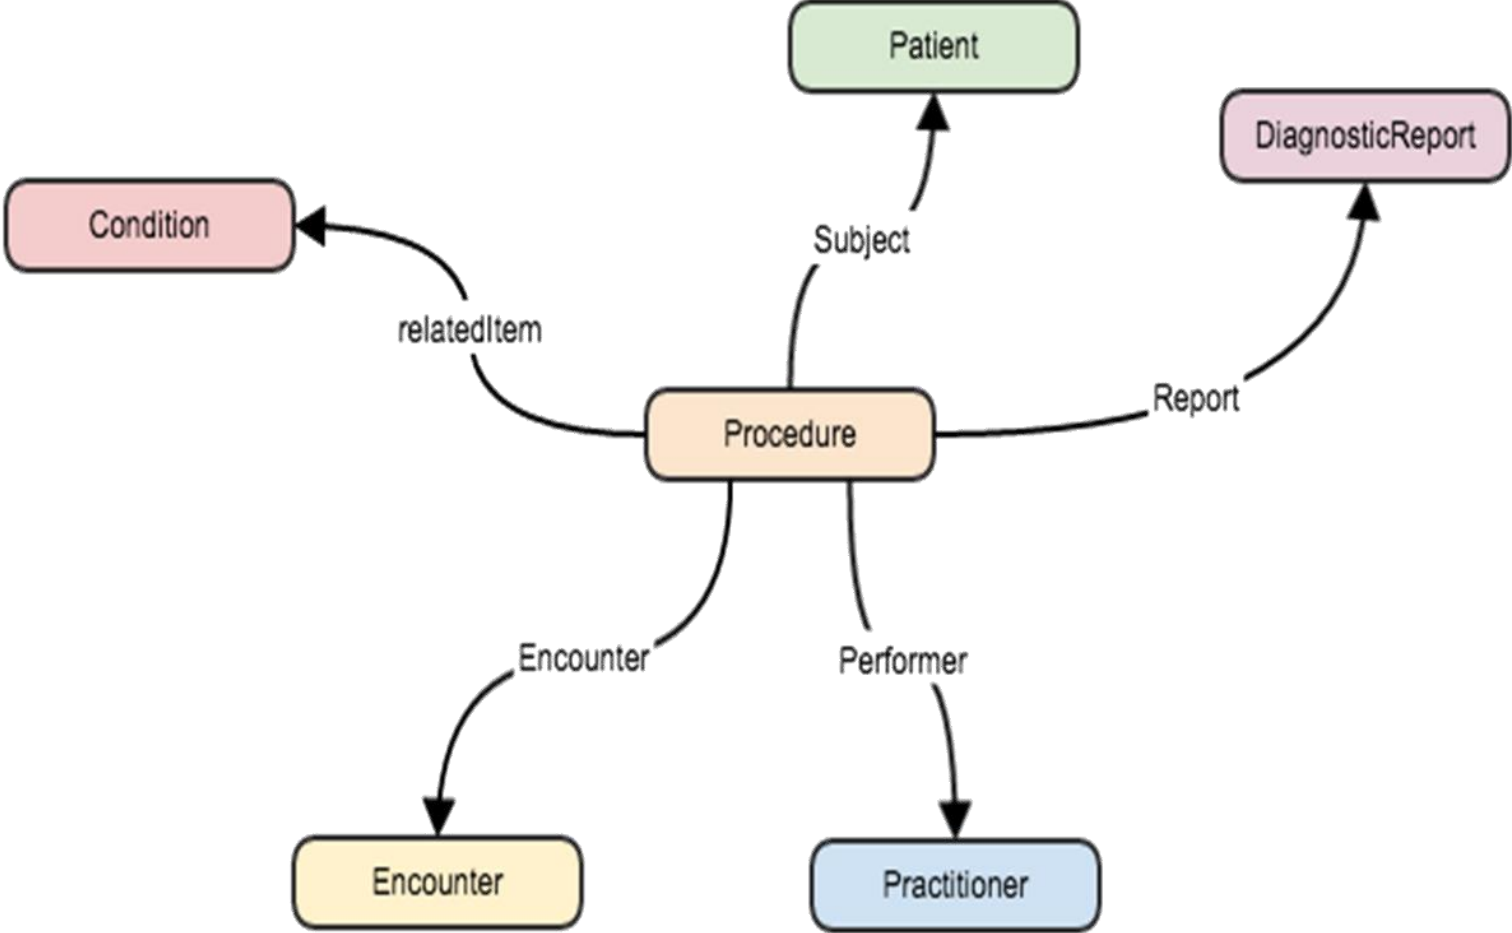 Patient
DiagnosticReport
Condition
Subject
relatedItem
Report
Procedure
Encounter
Performer
Encounter
Practitioner